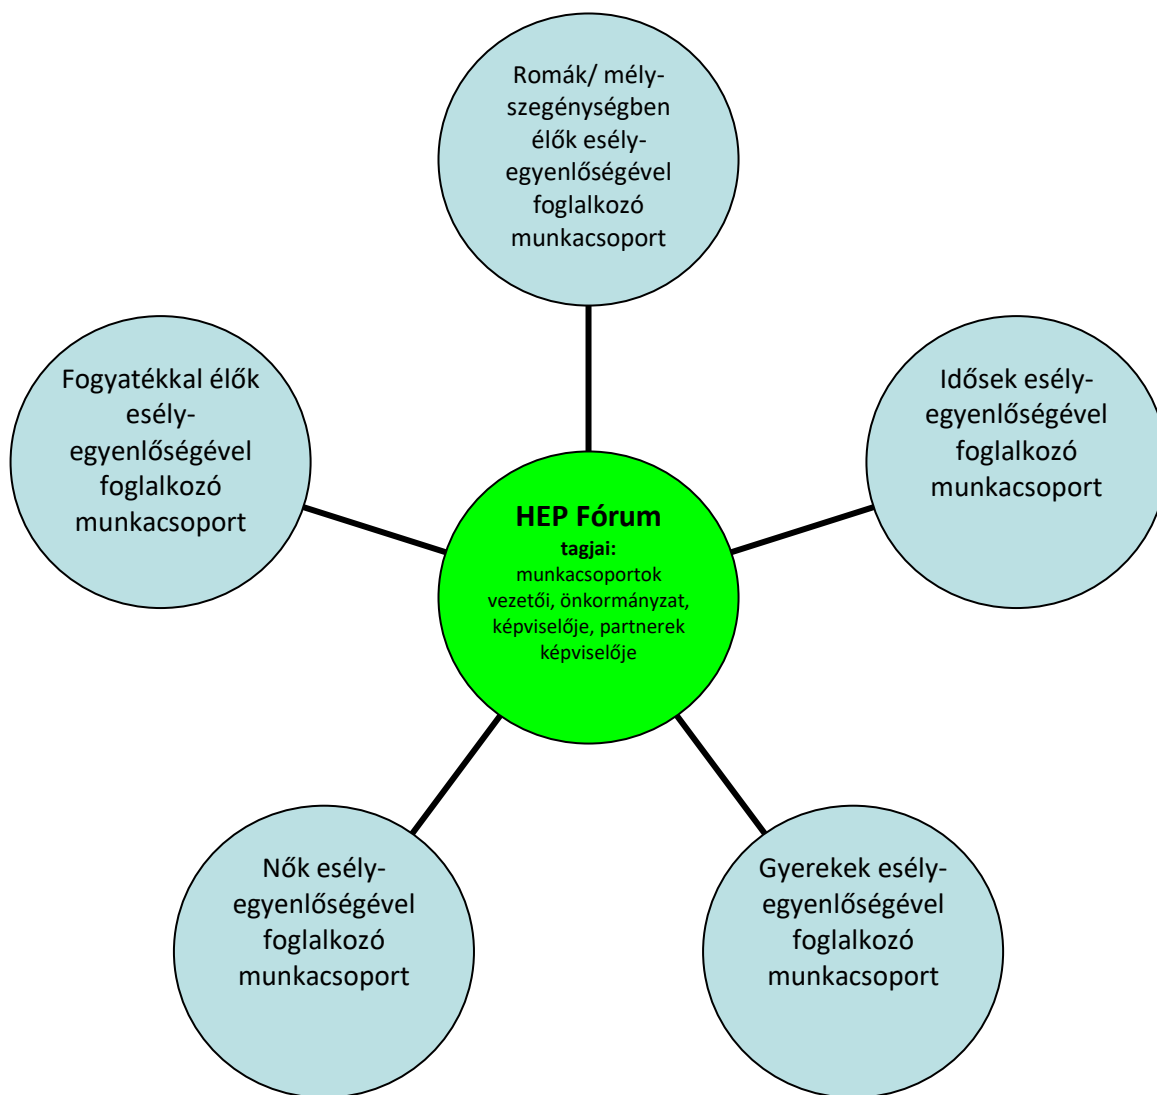 Romák/ mély-
szegénységben
élők esély-
egyenlőségével
foglalkozó
munkacsoport
Fogyatékkal élők
esély-
egyenlőségével
foglalkozó
munkacsoport
Idősek esély-
egyenlőségével
foglalkozó
munkacsoport
HEP Fórum
tagjai:
munkacsoportok
vezetői, önkormányzat,
képviselője, partnerek
képviselője
Nők esély-
egyenlőségével
foglalkozó
munkacsoport
Gyerekek esély-
egyenlőségével
foglalkozó
munkacsoport